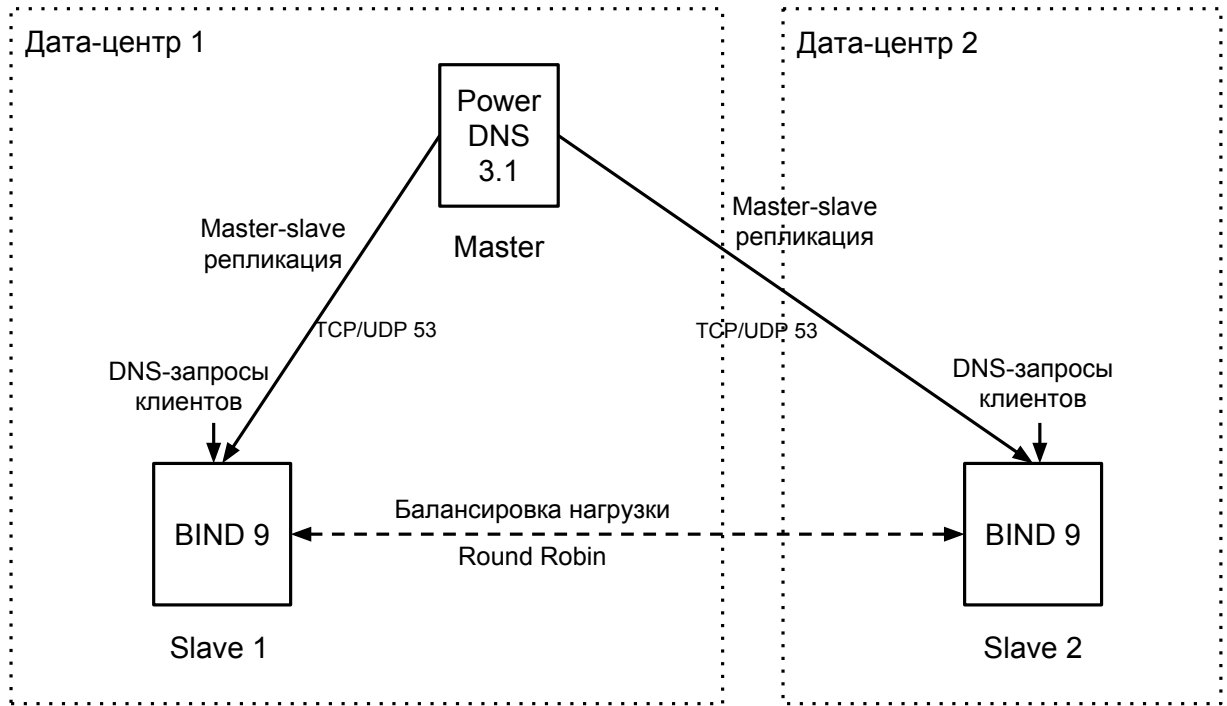 Дата-центр 1
Дата-центр 2
Power
DNS
3.1
Master
Master-slave
репликация
Master-slave
репликация
TCP/UDP 53
TCP/UDP 53
DNS-запросы
клиентов
DNS-запросы
клиентов
BIND 9
Балансировка нагрузки
Round Robin
BIND 9
Slave 1
Slave 2